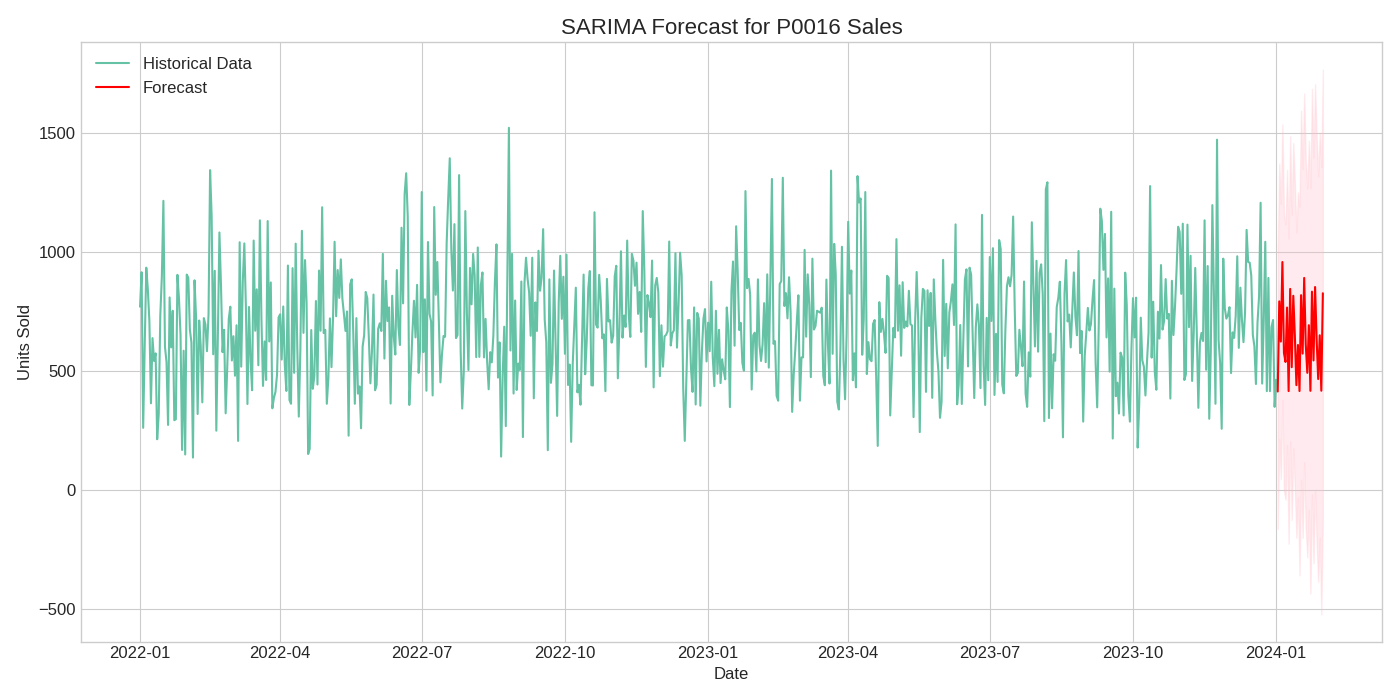 SARIMA Forecast for P0016 Sales
Historical Data
Forecast
1500
1000
500
0
−500
Units Sold
2022-01 2022-04 2022-07 2022-10 2023-01 2023-04 2023-07 2023-10 2024-01
Date